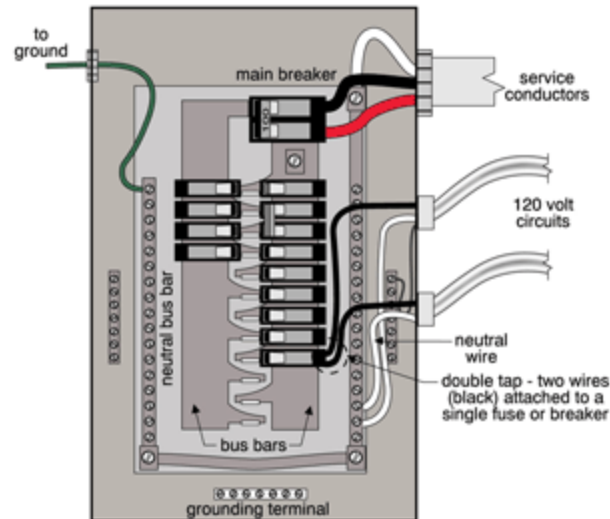 to
ground
main breaker
100
service
conductors
120 volt
circuits
neutral bus bar
neutral
wire
double tap - two wires
(black) attached to a
single fuse or breaker
bus bars
grounding terminal